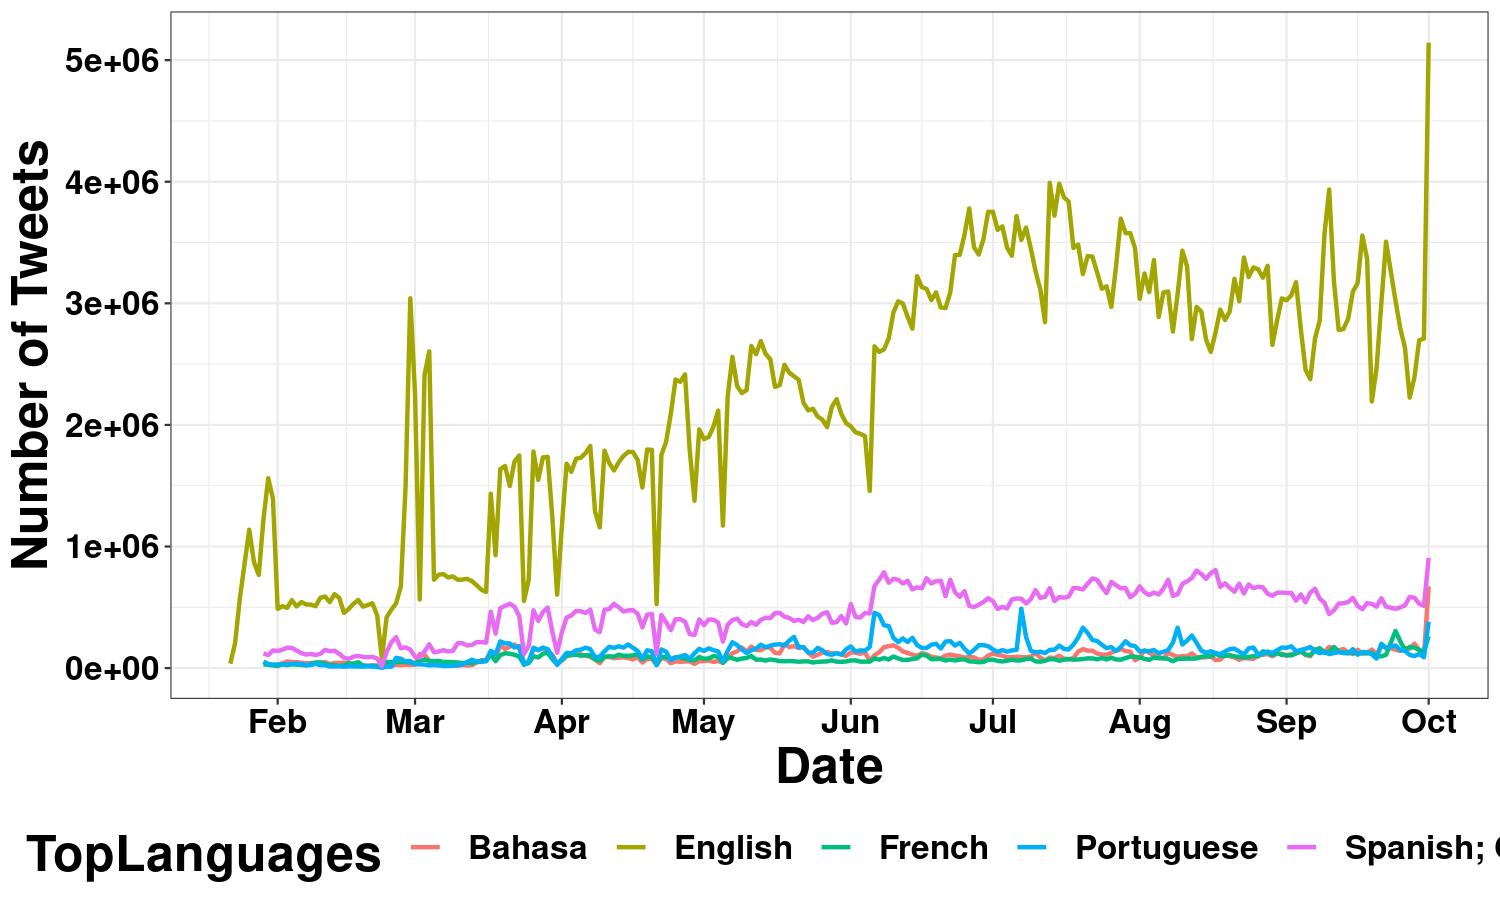 Number of Tweets
5e+06
4e+06
3e+06
2e+06
1e+06
0e+00
Feb Mar Apr May Jun Jul Aug Sep Oct
Date
TopLanguages Bahasa English French Portuguese Spanish;